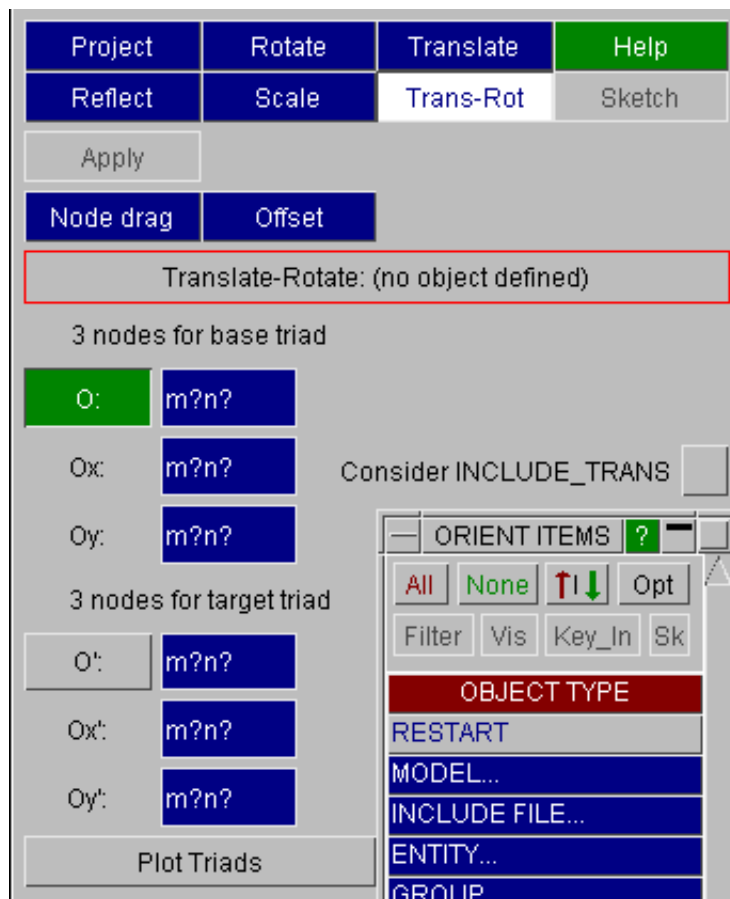 Project Rotate Translate Help
Reflect Scale Trans-Rot Sketch
Apply
Node drag Offset
Translate-Rotate: (no object defined)
3 nodes for base triad
O: m?n?
Ox: m?n? Consider INCLUDE_TRANS
Oy: m?n?
ORIENT ITEMS ?
All None Opt
3 nodes for target triad
Filter Vis Key_In Sk
O': m?n?
OBJECT TYPE
RESTART
Ox': m?n?
MODEL...
Oy': m?n?
INCLUDE FILE...
Plot Triads
ENTITY...
GROUP